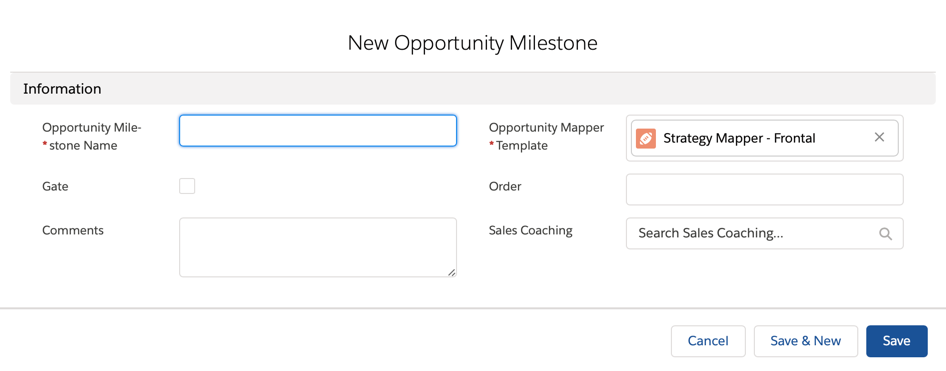 New Opportunity Milestone
Information
Opportunity Mile-
*stone Name
Opportunity Mapper
*Template
Strategy Mapper - Frontal
Gate
Order
Comments
Sales Coaching
Search Sales Coaching...
Cancel
Save & New
Save